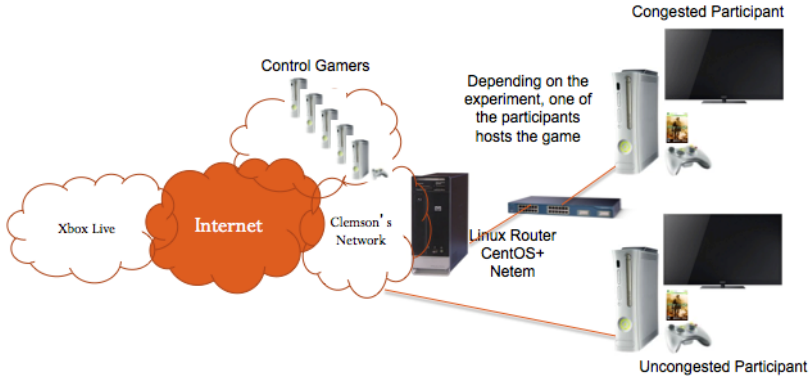 Congested Participant
Control Gamers
Depending on the
experiment, one of
the participants
hosts the game
Xbox Live
Internet
Clemson's
Network
Linux Router
CentOS+
Netem
Uncongested Participant